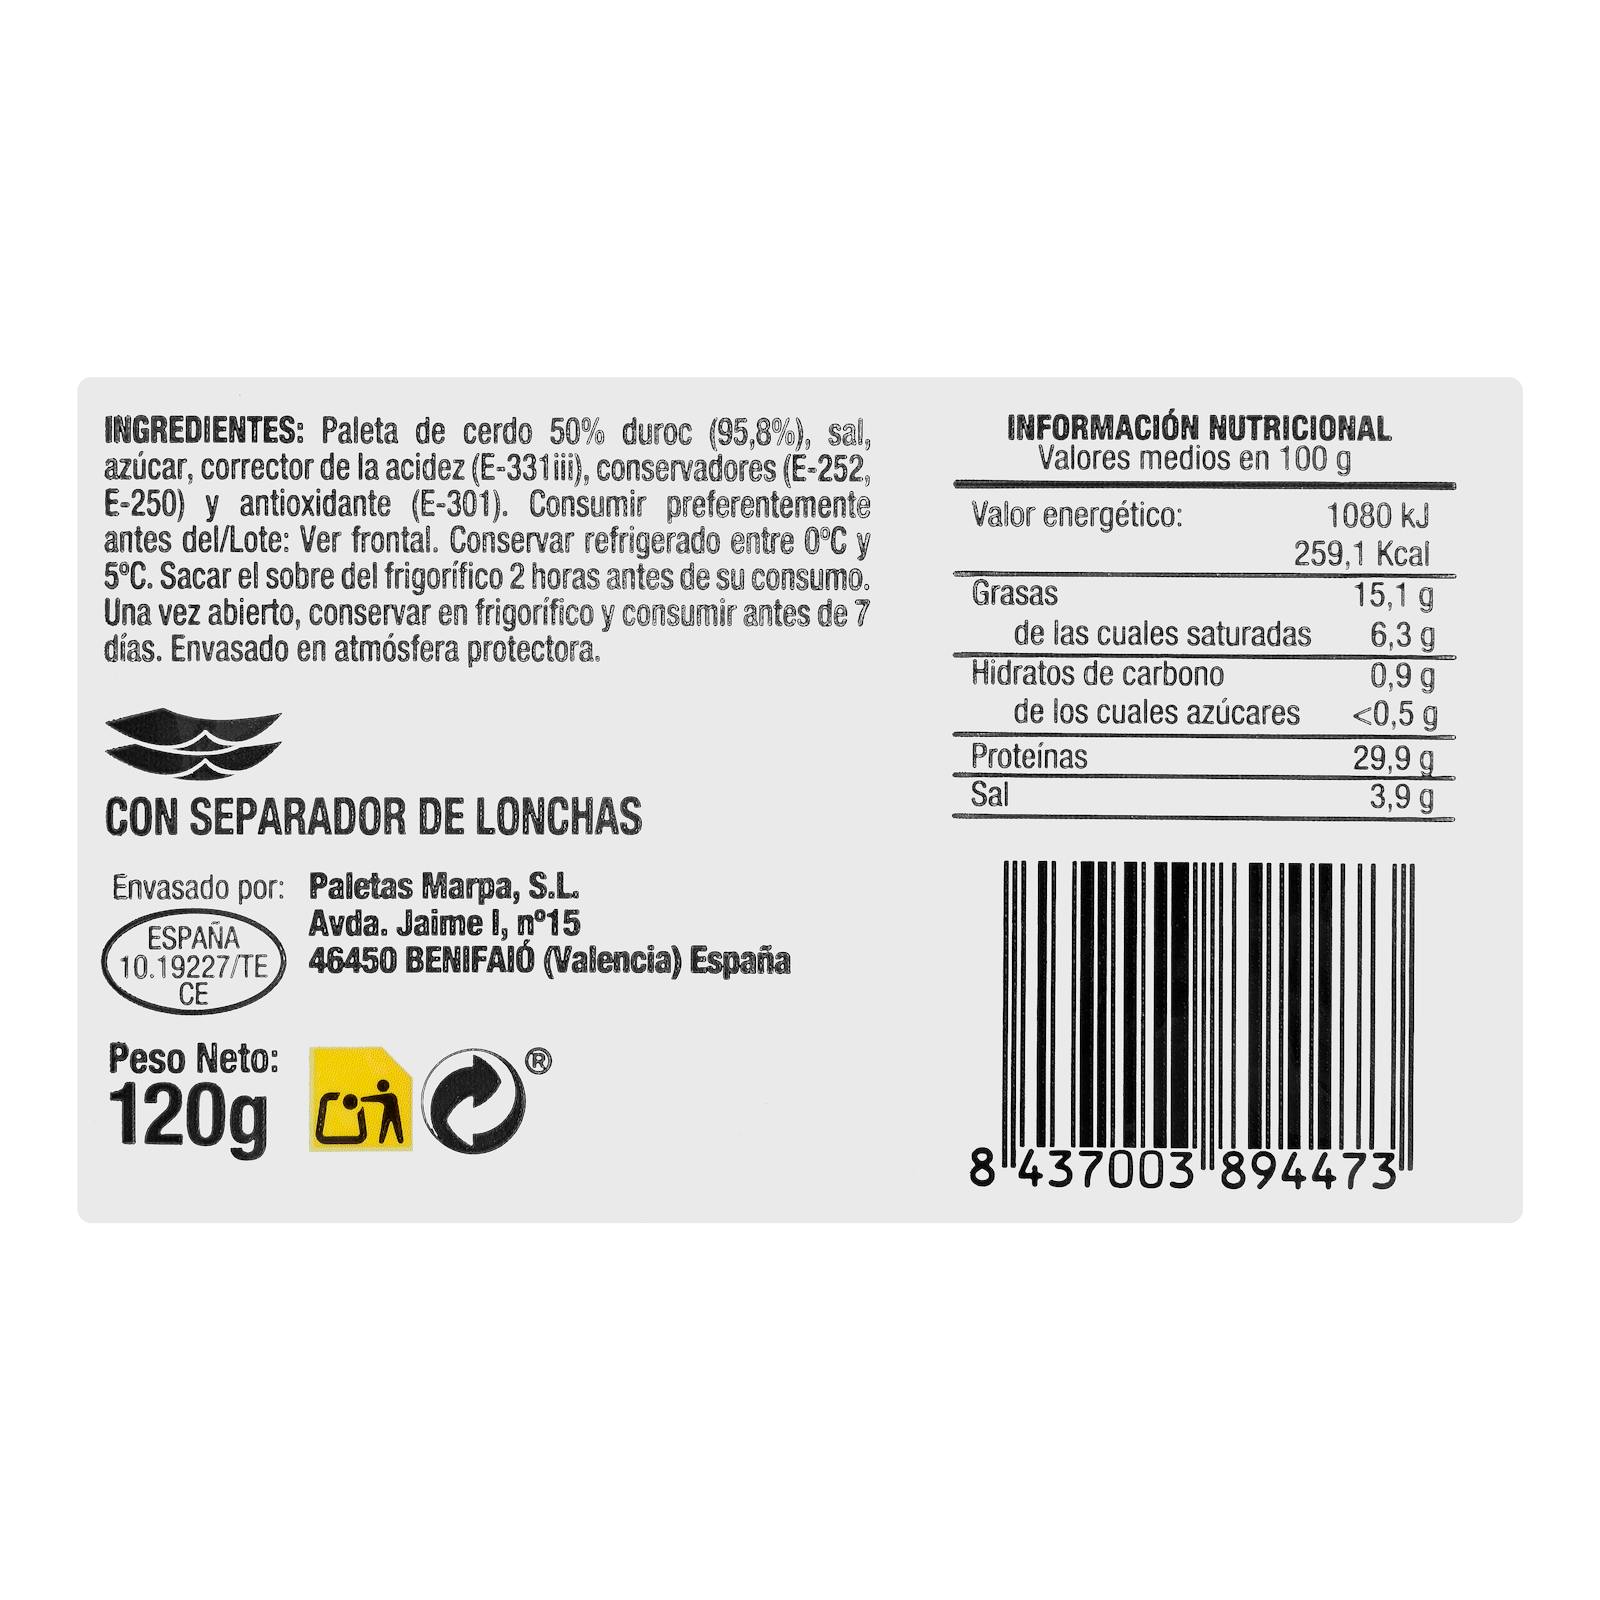 INGREDIENTES: Paleta de cerdo 50% duroc (95,8%), sal,
azúcar, corrector de la acidez (E-331iii), conservadores (E-252,
E-250) y antioxidante (E-301). Consumir preferentemente
antes del/Lote: Ver frontal. Conservar refrigerado entre 0ºC y
5ºC. Sacar el sobre del frigorífico 2 horas antes de su consumo.
Una vez abierto, conservar en frigorífico y consumir antes de 7
días. Envasado en atmósfera protectora.
CON SEPARADOR DE LONCHAS
Envasado por: Paletas Marpa, S.L.
Avda. Jaime I, nº15
46450 BENIFAIÓ (Valencia) España
ESPAÑA
10.19227/TE
CE
Peso Neto:
120g
®
INFORMACIÓN NUTRICIONAL
Valores medios en 100 g
Valor energético: 1080 kJ
259,1 Kcal
Grasas 15,1 g
de las cuales saturadas 6,3 g
Hidratos de carbono 0,9 g
de los cuales azúcares <0,5 g
Proteínas 29,9 g
Sal 3,9 g
8 437003 894473